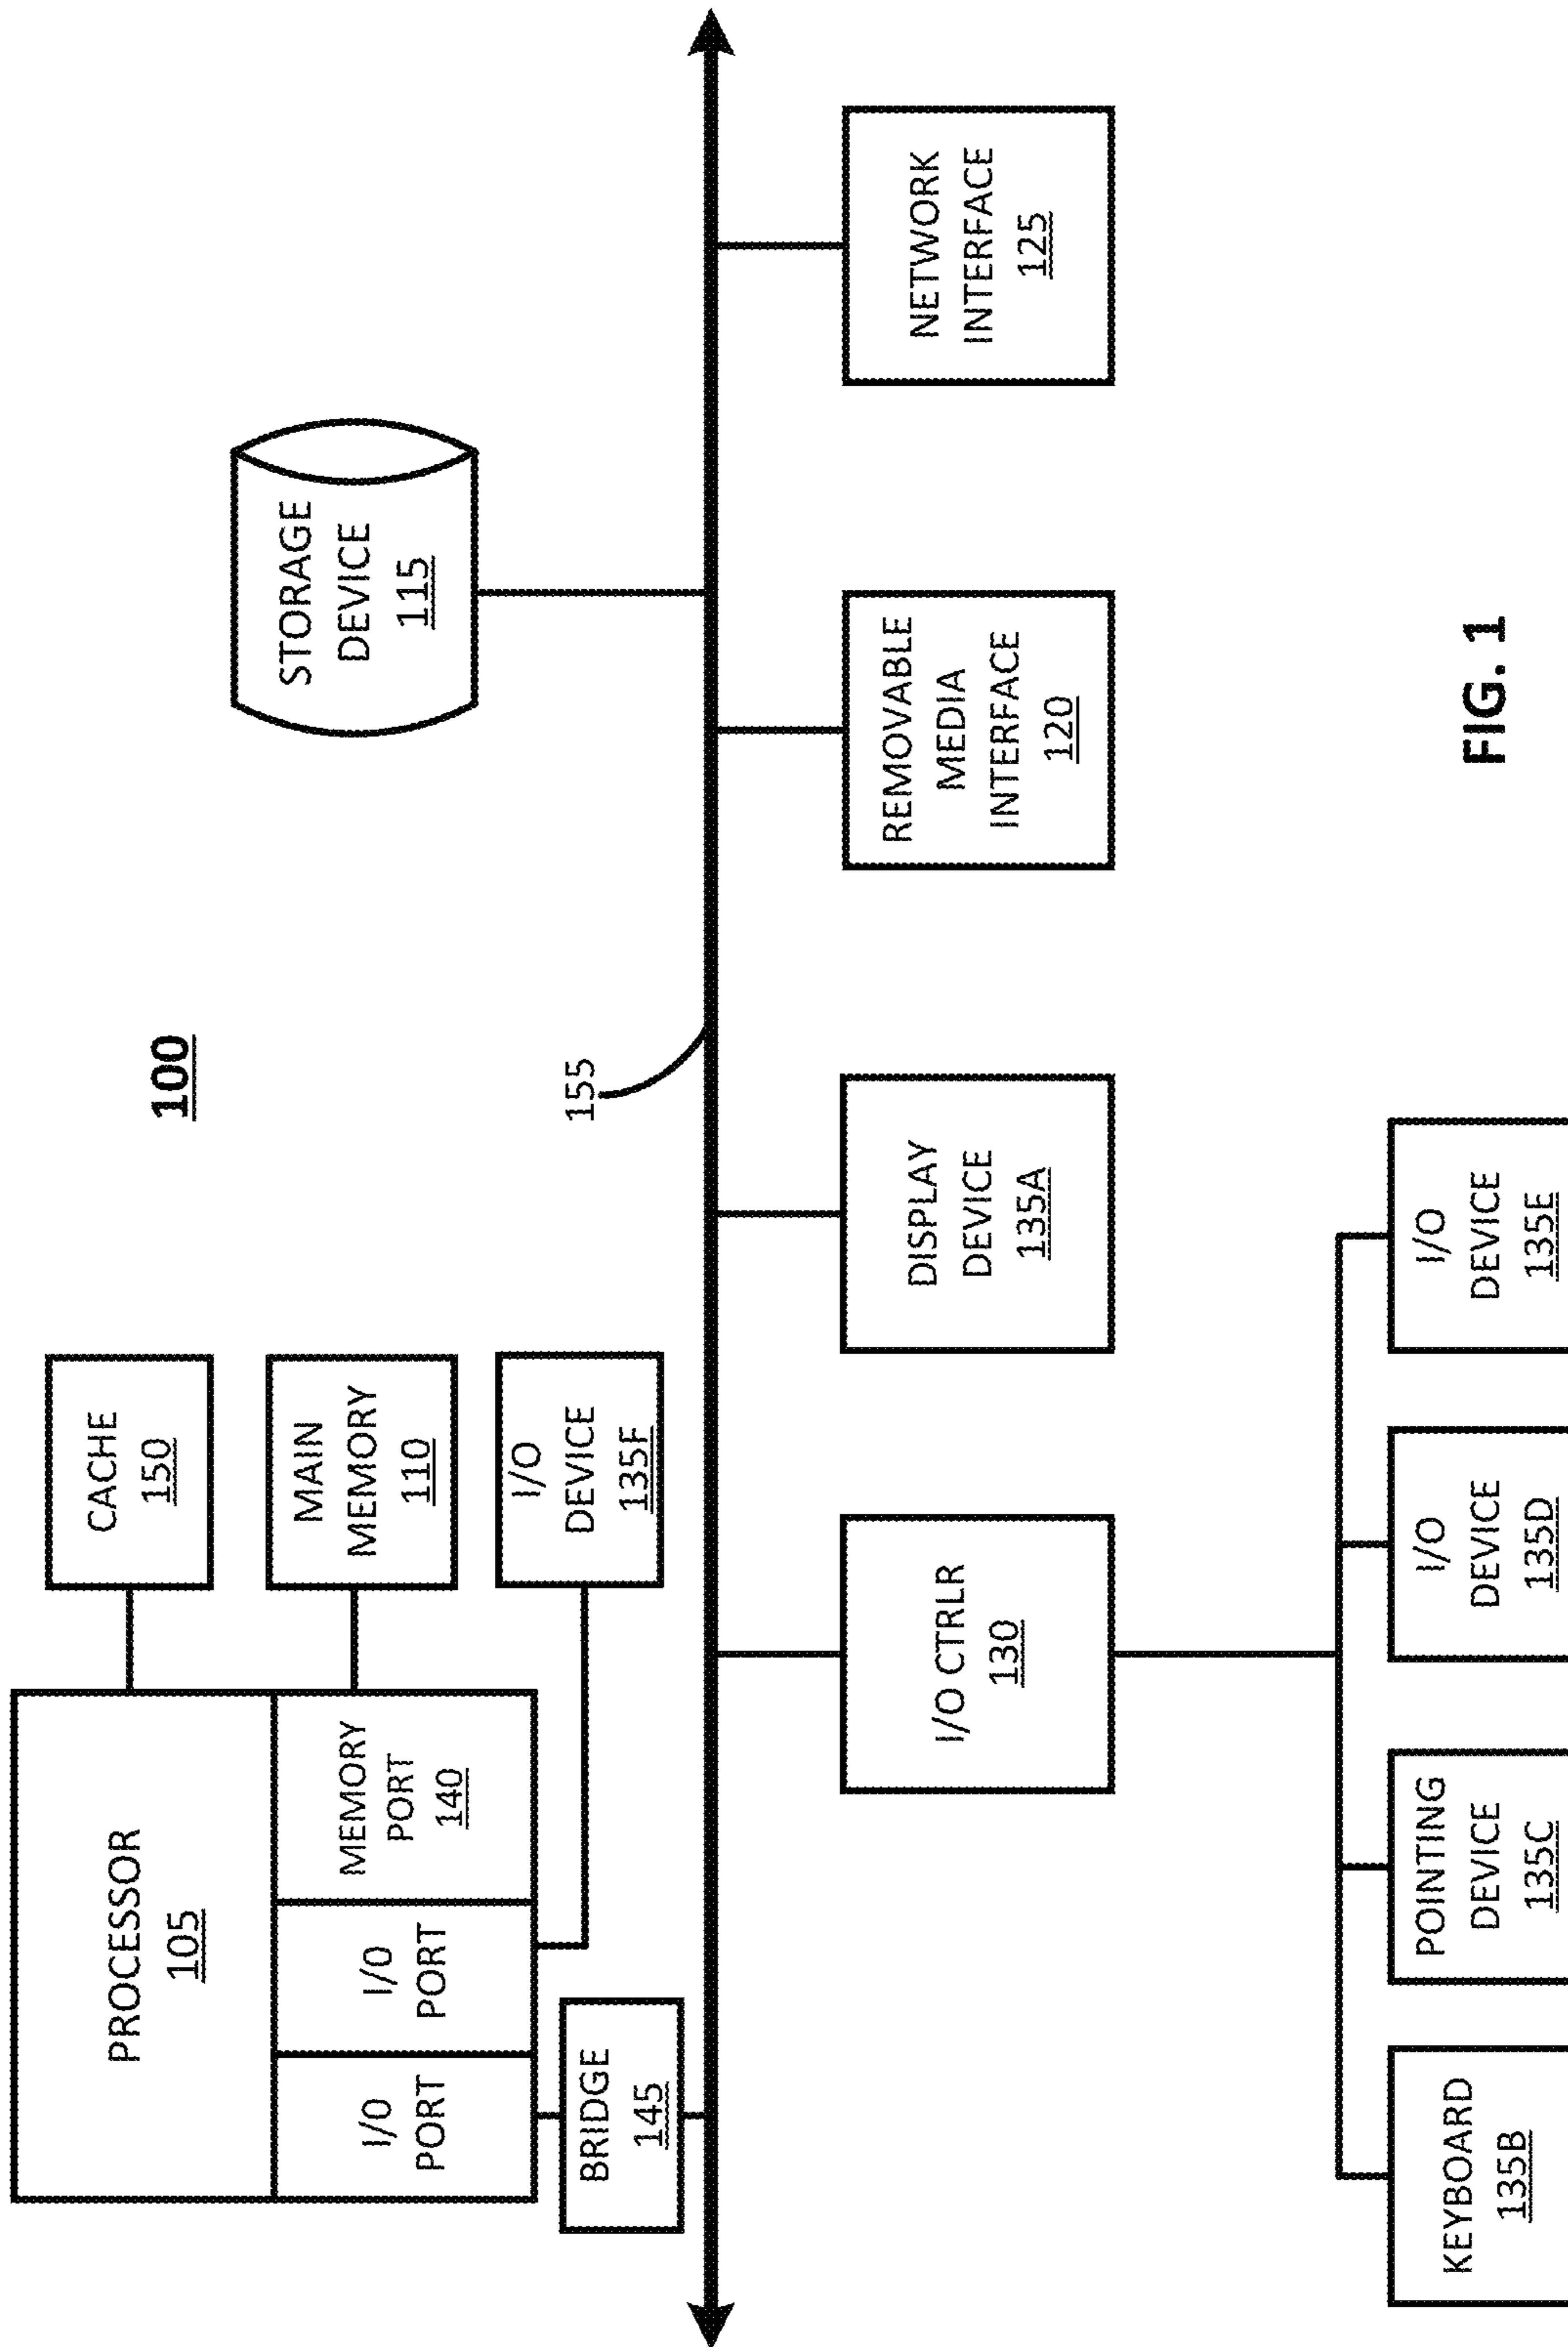 100
PROCESSOR
105
I/O
PORT
I/O
PORT
MEMORY
PORT
140
CACHE
150
MAIN
MEMORY
110
I/O
DEVICE
135F
BRIDGE
145
STORAGE
DEVICE
115
155
I/O CTRLR
130
DISPLAY
DEVICE
135A
REMOVABLE
MEDIA
INTERFACE
120
NETWORK
INTERFACE
125
KEYBOARD
135B
POINTING
DEVICE
135C
I/O
DEVICE
135D
I/O
DEVICE
135E
FIG. 1